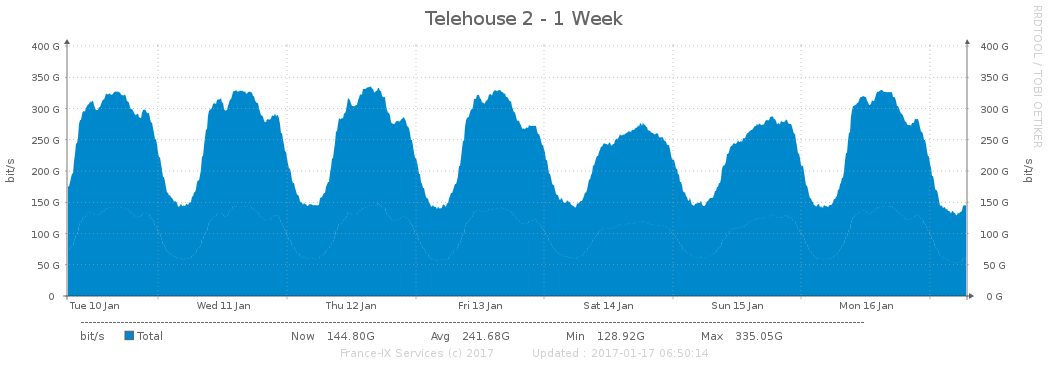 Telehouse 2 - 1 Week
RRDTOOL / TOBI OETIKER
bit/s
400 G 400 G
350 G 350 G
300 G 300 G
250 G 250 G
200 G 200 G
150 G 150 G
100 G 100 G
50 G 50 G
0 0 G
bit/s
Tue 10 Jan Wed 11 Jan Thu 12 Jan Fri 13 Jan Sat 14 Jan Sun 15 Jan Mon 16 Jan
bit/s Total Now 144.80G Avg 241.68G Min 128.92G Max 335.05G
France-IX Services (c) 2017 Updated : 2017-01-17 06:50:14